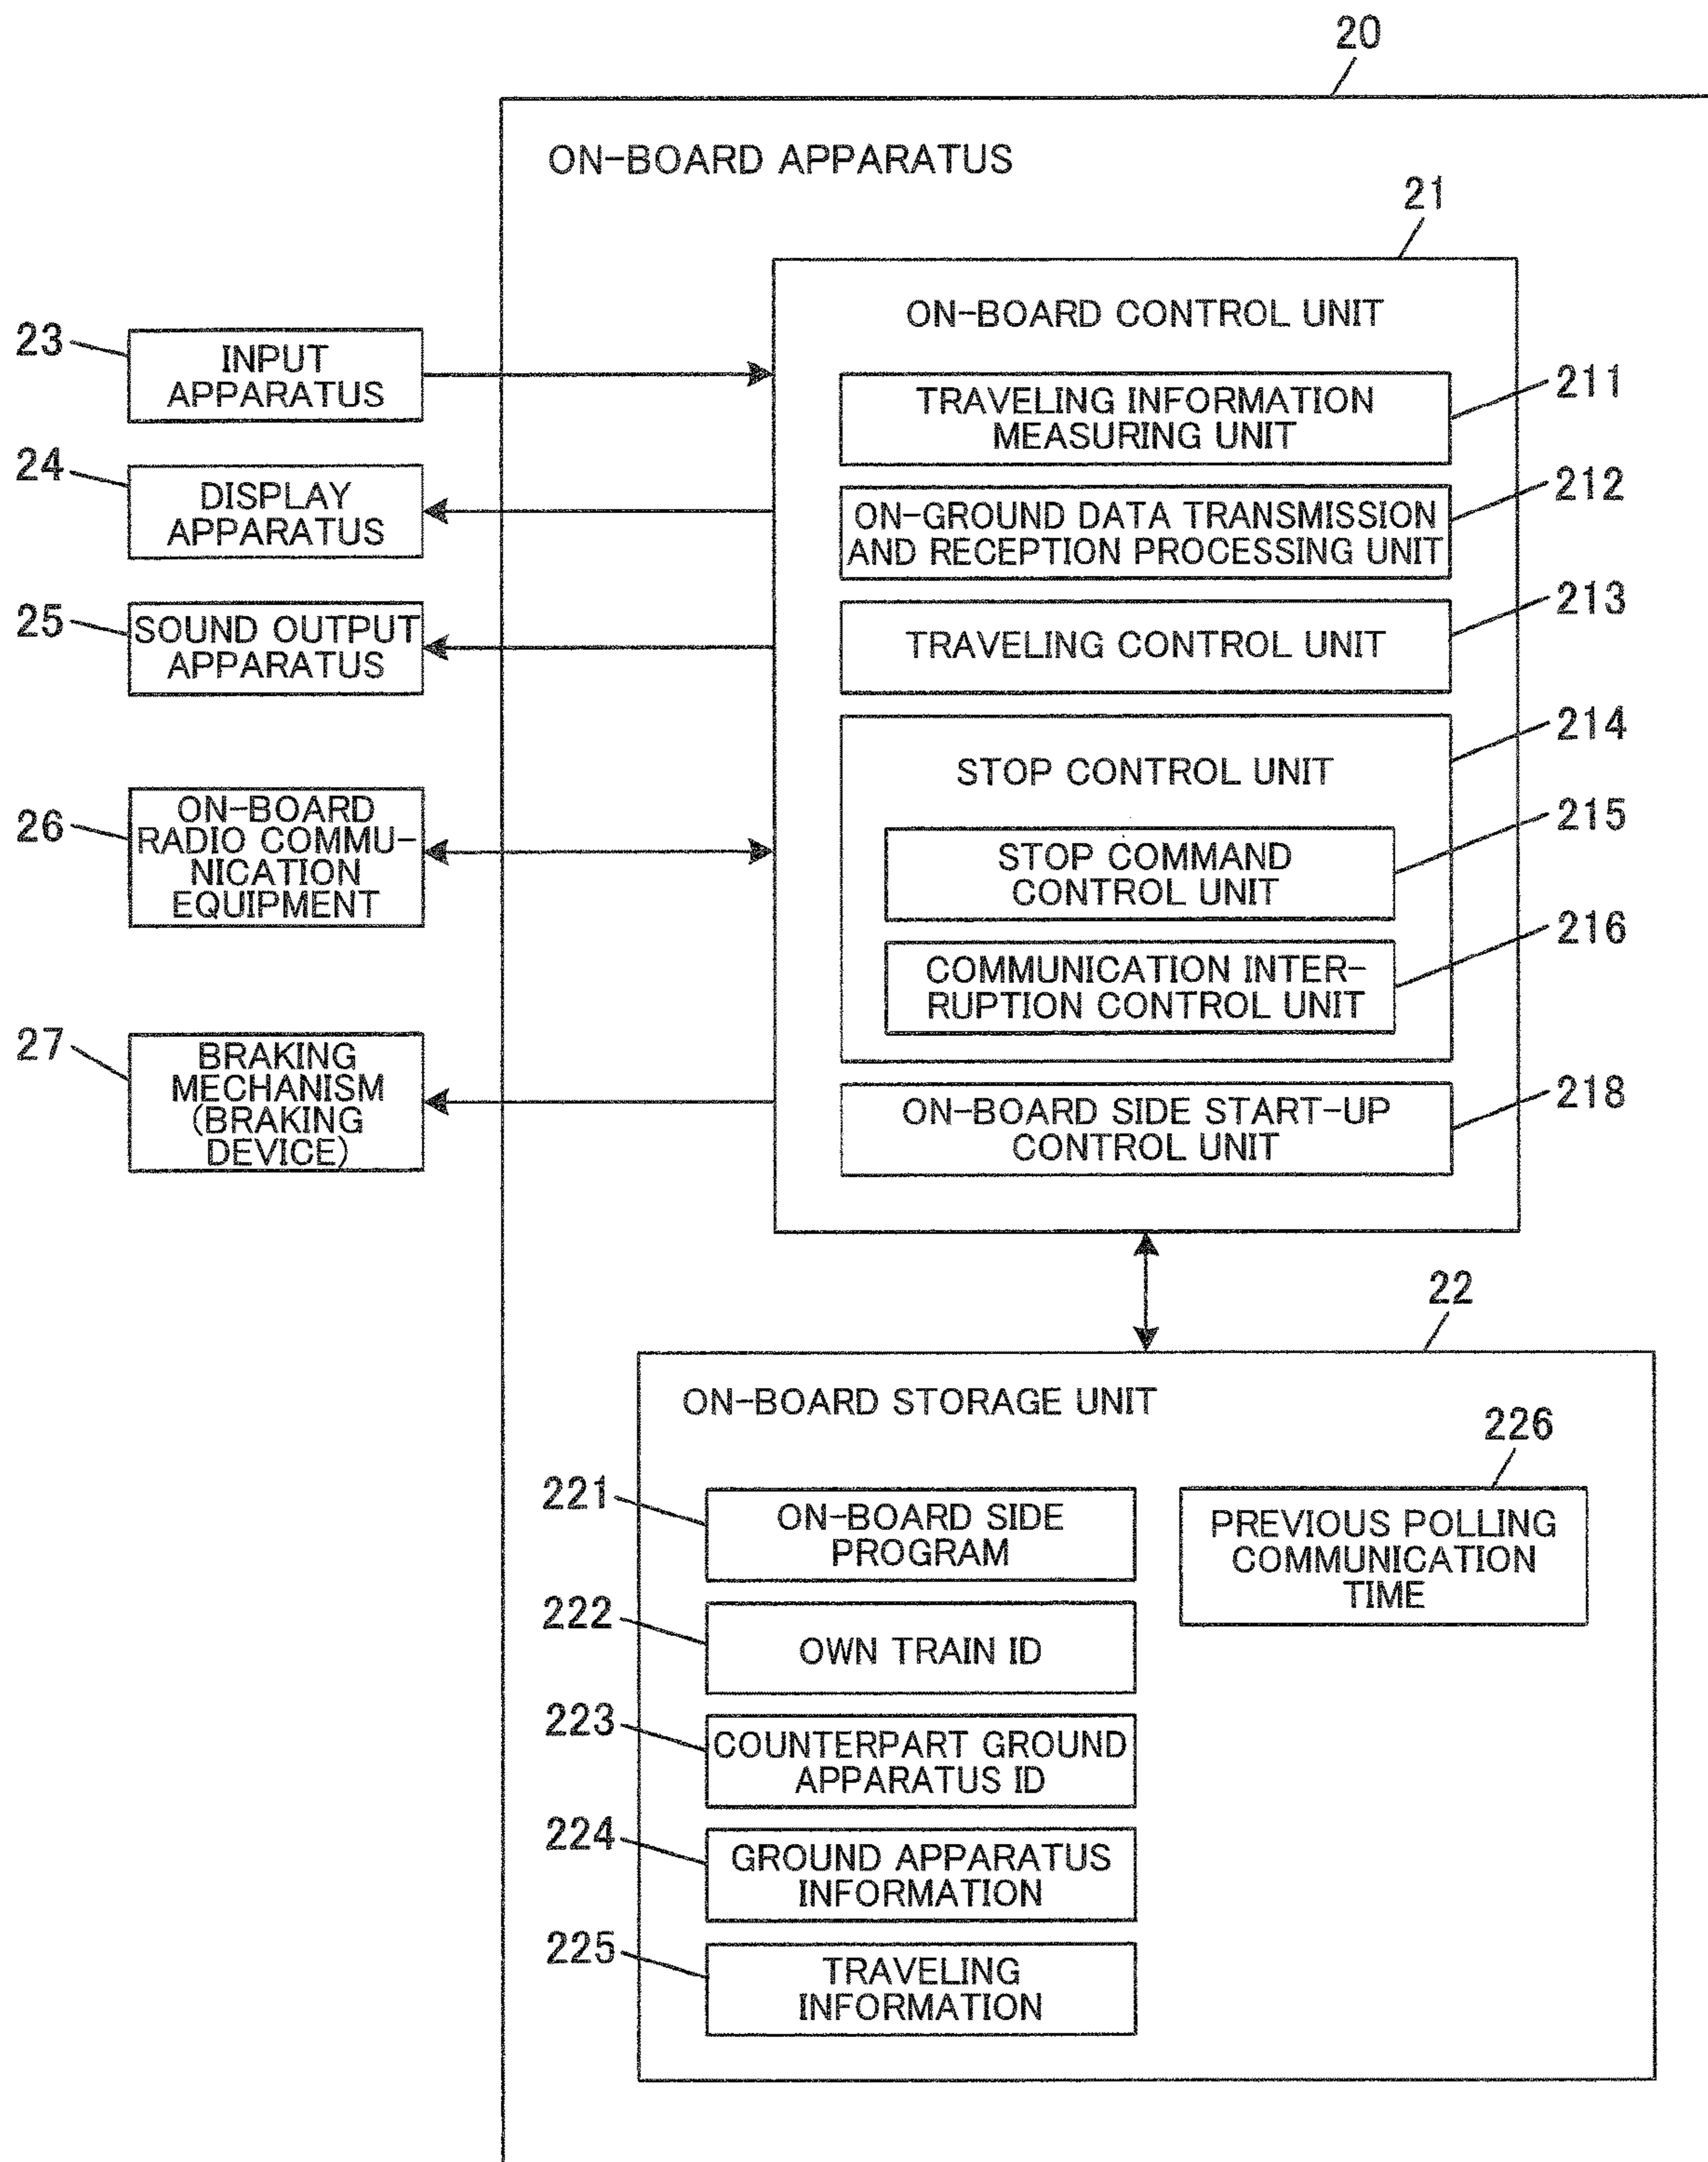 20
ON-BOARD APPARATUS
21
ON-BOARD CONTROL UNIT
23
INPUT
APPARATUS
211
TRAVELING INFORMATION
MEASURING UNIT
24
DISPLAY
APPARATUS
212
ON-GROUND DATA TRANSMISSION
AND RECEPTION PROCESSING UNIT
25
SOUND OUTPUT
APPARATUS
213
TRAVELING CONTROL UNIT
214
STOP CONTROL UNIT
26
ON-BOARD
RADIO COMMU-
NICATION
EQUIPMENT
215
STOP COMMAND
CONTROL UNIT
216
COMMUNICATION INTER-
RUPTION CONTROL UNIT
27
BRAKING
MECHANISM
(BRAKING
DEVICE)
218
ON-BOARD SIDE START-UP
CONTROL UNIT
22
ON-BOARD STORAGE UNIT
221
ON-BOARD SIDE
PROGRAM
226
PREVIOUS POLLING
COMMUNICATION
TIME
222
OWN TRAIN ID
223
COUNTERPART GROUND
APPARATUS ID
224
GROUND APPARATUS
INFORMATION
225
TRAVELING
INFORMATION